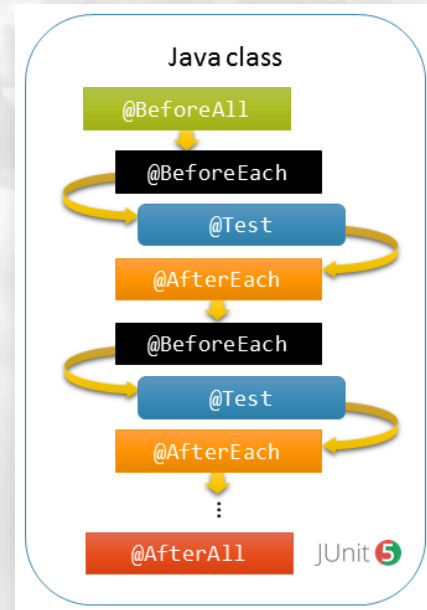 Java class
@BeforeAll
@BeforeEach
@Test
@AfterEach
@BeforeEach
@Test
@AfterEach
⋮
@AfterAll
JUnit 5